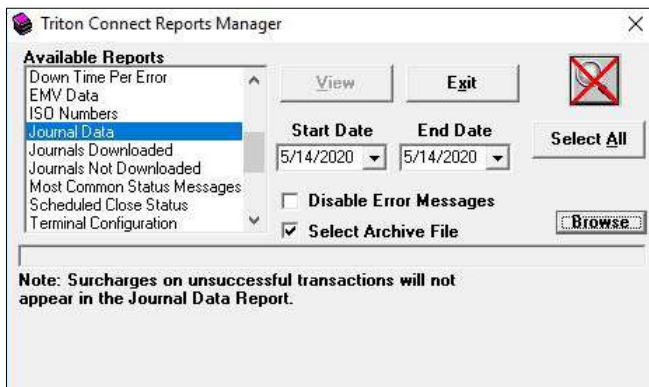 Triton Connect Reports Manager
Available Reports
Down Time Per Error
EMV Data
ISO Numbers
Journal Data
Journals Downloaded
Journals Not Downloaded
Most Common Status Messages
Scheduled Close Status
Terminal Configuration
View
Exit
Start Date
End Date
5/14/2020
5/14/2020
Select All
Disable Error Messages
Select Archive File
Browse
Note: Surcharges on unsuccessful transactions will not
appear in the Journal Data Report.